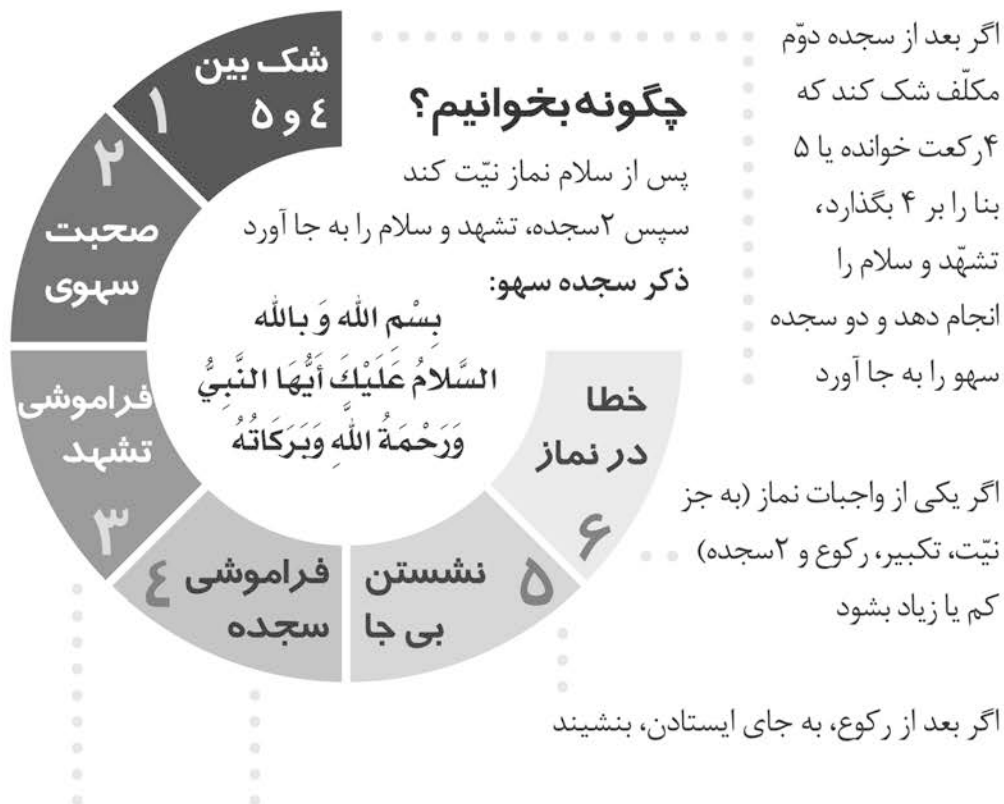 اگر بعد از سجده دوّم
مکلّف شک کند که
۴رکعت خوانده یا ۵
بنا را بر ۴ بگذارد،
تشهّد و سلام را
انجام دهد و دو سجده
سهو را به جا آورد
چگونه بخوانیم؟
پس از سلام نماز نیّت کند
سپس ۲سجده، تشهد و سلام را به جا آورد
ذکر سجده سهو:
بِسْمِ اللّه وَ بِاللّه
السَّلامُ عَلَيْكَ أَيُّهَا النَّبِيُّ
وَرَحْمَةُ اللَّهِ وَبَرَكَاتُهُ
شک بین
٤ و ٥
۱
۲
صحبت
سهوی
فراموشی
تشهد
۳
فراموشی
سجده
٤
نشستن
بی جا
۵
خطا
در نماز
۶
اگر یکی از واجبات نماز (به جز
نیّت، تکبیر، رکوع و ۲سجده)
کم یا زیاد بشود
اگر بعد از رکوع، به جای ایستادن، بنشیند